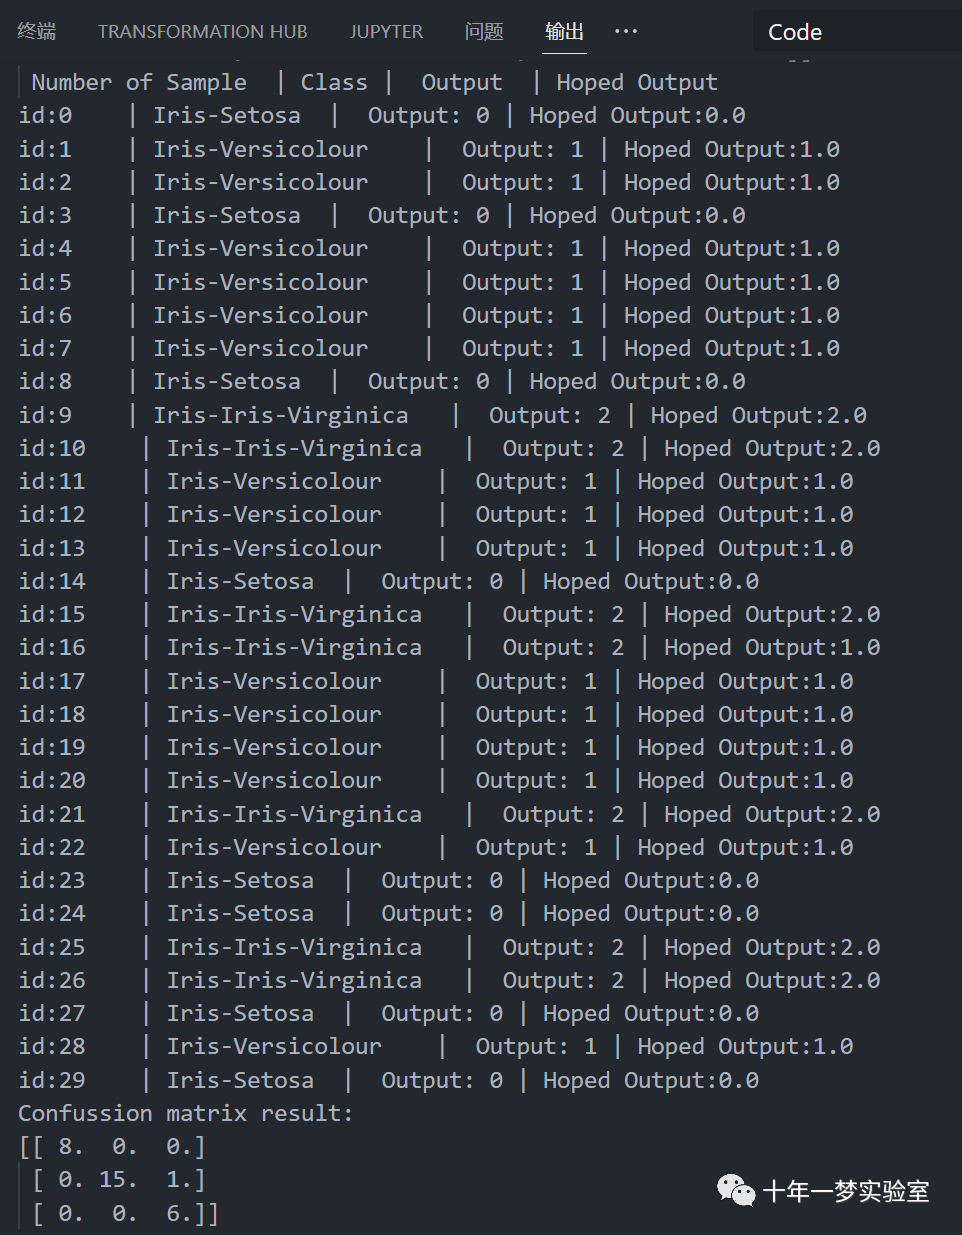 终端 TRANSFORMATION HUB JUPYTER 问题 输出 ··· Code
Number of Sample | Class | Output | Hoped Output
id:0 | Iris-Setosa | Output: 0 | Hoped Output:0.0
id:1 | Iris-Versicolour | Output: 1 | Hoped Output:1.0
id:2 | Iris-Versicolour | Output: 1 | Hoped Output:1.0
id:3 | Iris-Setosa | Output: 0 | Hoped Output:0.0
id:4 | Iris-Versicolour | Output: 1 | Hoped Output:1.0
id:5 | Iris-Versicolour | Output: 1 | Hoped Output:1.0
id:6 | Iris-Versicolour | Output: 1 | Hoped Output:1.0
id:7 | Iris-Versicolour | Output: 1 | Hoped Output:1.0
id:8 | Iris-Setosa | Output: 0 | Hoped Output:0.0
id:9 | Iris-Iris-Virginica | Output: 2 | Hoped Output:2.0
id:10 | Iris-Iris-Virginica | Output: 2 | Hoped Output:2.0
id:11 | Iris-Versicolour | Output: 1 | Hoped Output:1.0
id:12 | Iris-Versicolour | Output: 1 | Hoped Output:1.0
id:13 | Iris-Versicolour | Output: 1 | Hoped Output:1.0
id:14 | Iris-Setosa | Output: 0 | Hoped Output:0.0
id:15 | Iris-Iris-Virginica | Output: 2 | Hoped Output:2.0
id:16 | Iris-Iris-Virginica | Output: 2 | Hoped Output:1.0
id:17 | Iris-Versicolour | Output: 1 | Hoped Output:1.0
id:18 | Iris-Versicolour | Output: 1 | Hoped Output:1.0
id:19 | Iris-Versicolour | Output: 1 | Hoped Output:1.0
id:20 | Iris-Versicolour | Output: 1 | Hoped Output:1.0
id:21 | Iris-Iris-Virginica | Output: 2 | Hoped Output:2.0
id:22 | Iris-Versicolour | Output: 1 | Hoped Output:1.0
id:23 | Iris-Setosa | Output: 0 | Hoped Output:0.0
id:24 | Iris-Setosa | Output: 0 | Hoped Output:0.0
id:25 | Iris-Iris-Virginica | Output: 2 | Hoped Output:2.0
id:26 | Iris-Iris-Virginica | Output: 2 | Hoped Output:2.0
id:27 | Iris-Setosa | Output: 0 | Hoped Output:0.0
id:28 | Iris-Versicolour | Output: 1 | Hoped Output:1.0
id:29 | Iris-Setosa | Output: 0 | Hoped Output:0.0
Confussion matrix result:
[[ 8. 0. 0.]
[ 0. 15. 1.]
[ 0. 0. 6.]]
十年一梦实验室